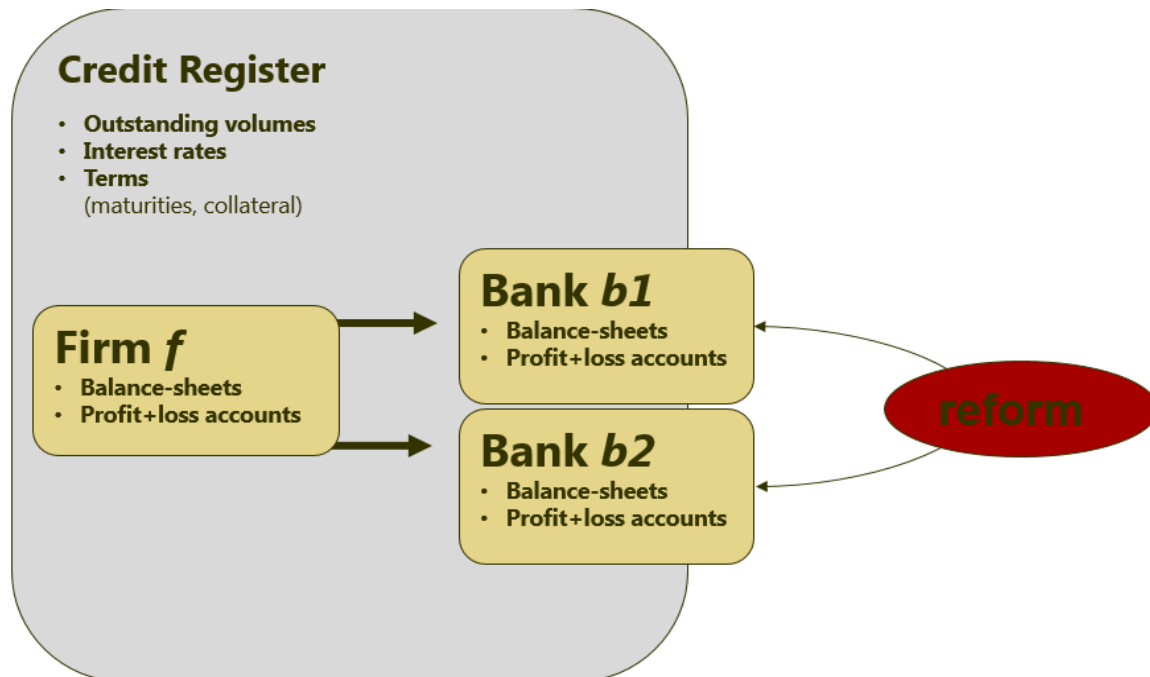 Credit Register
• Outstanding volumes
• Interest rates
• Terms
(maturities, collateral)
Firm f
• Balance-sheets
• Profit+loss accounts
Bank b1
• Balance-sheets
• Profit+loss accounts
Bank b2
• Balance-sheets
• Profit+loss accounts
reform